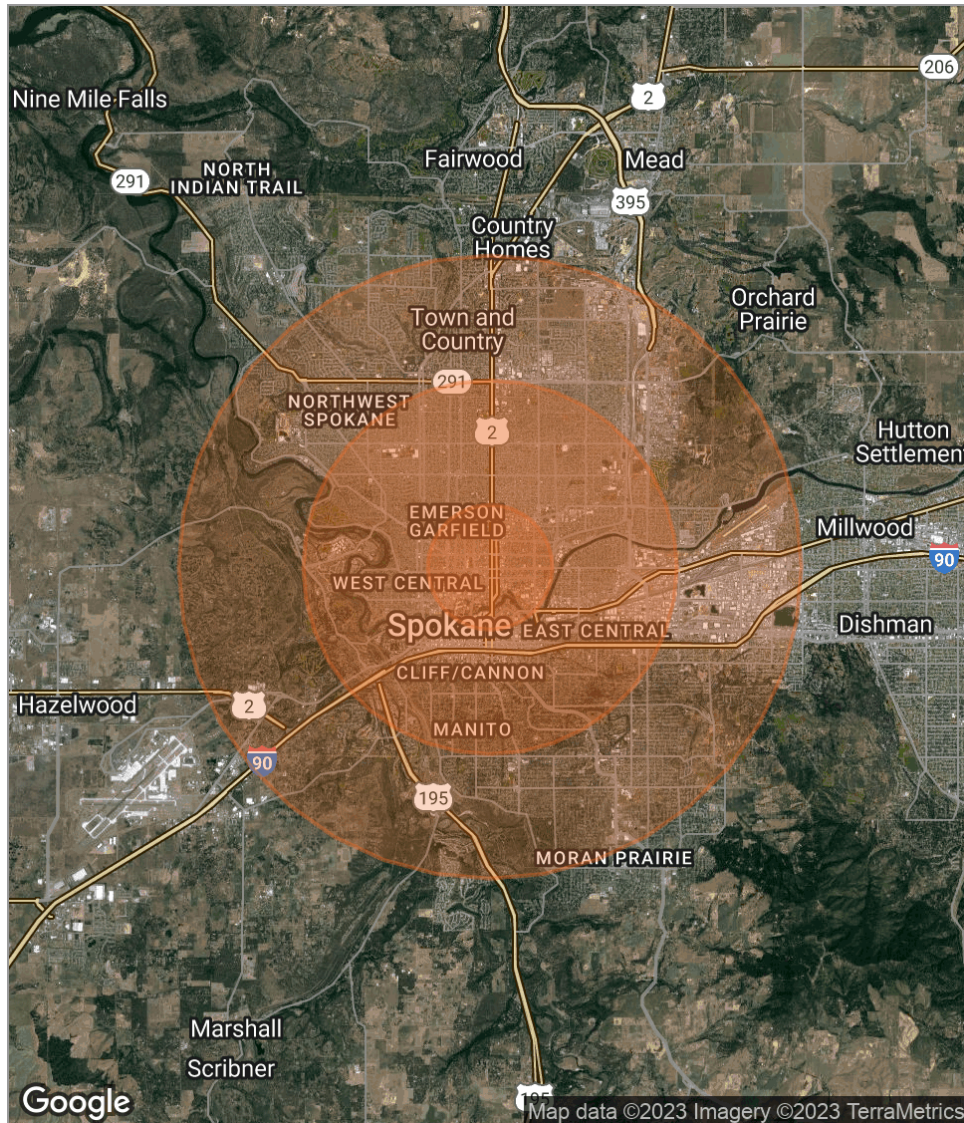 206
2
Nine Mile Falls
Fairwood
Mead
NORTH
INDIAN TRAIL
291
395
Country
Homes
Orchard
Prairie
Town and
Country
291
NORTHWEST
SPOKANE
2
Hutton
Settlement
EMERSON
GARFIELD
Millwood
90
WEST CENTRAL
Spokane
EAST CENTRAL
Dishman
CLIFF/CANNON
Hazelwood
2
MANITO
90
195
MORAN PRAIRIE
Marshall
Scribner
195
Google
Map data ©2023 Imagery ©2023 TerraMetrics